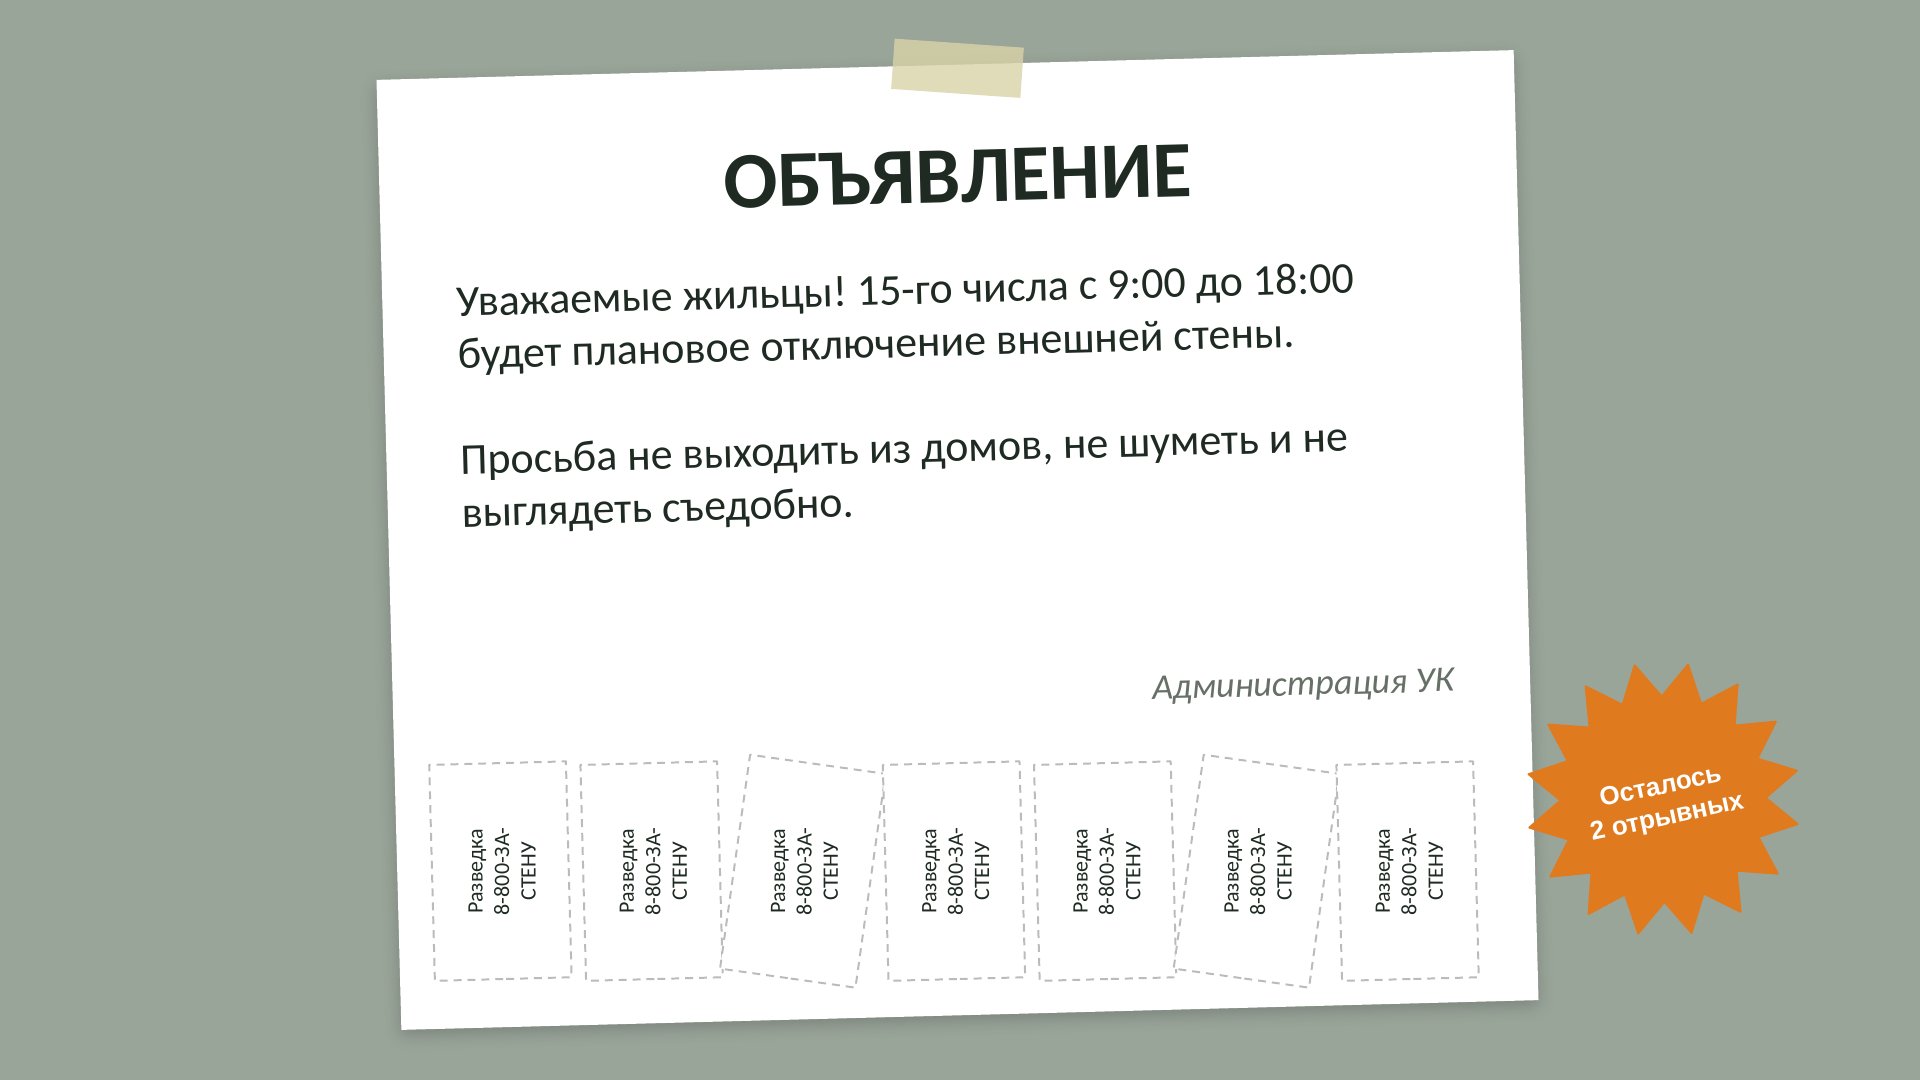 ОБЪЯВЛЕНИЕ
Уважаемые жильцы! 15-го числа с 9:00 до 18:00
будет плановое отключение внешней стены.
Просьба не выходить из домов, не шуметь и не
выглядеть съедобно.
Администрация УК
Разведка
8-800-ЗА-
СТЕНУ
Разведка
8-800-ЗА-
СТЕНУ
Разведка
8-800-ЗА-
СТЕНУ
Разведка
8-800-ЗА-
СТЕНУ
Разведка
8-800-ЗА-
СТЕНУ
Разведка
8-800-ЗА-
СТЕНУ
Разведка
8-800-ЗА-
СТЕНУ
Осталось
2 отрывных